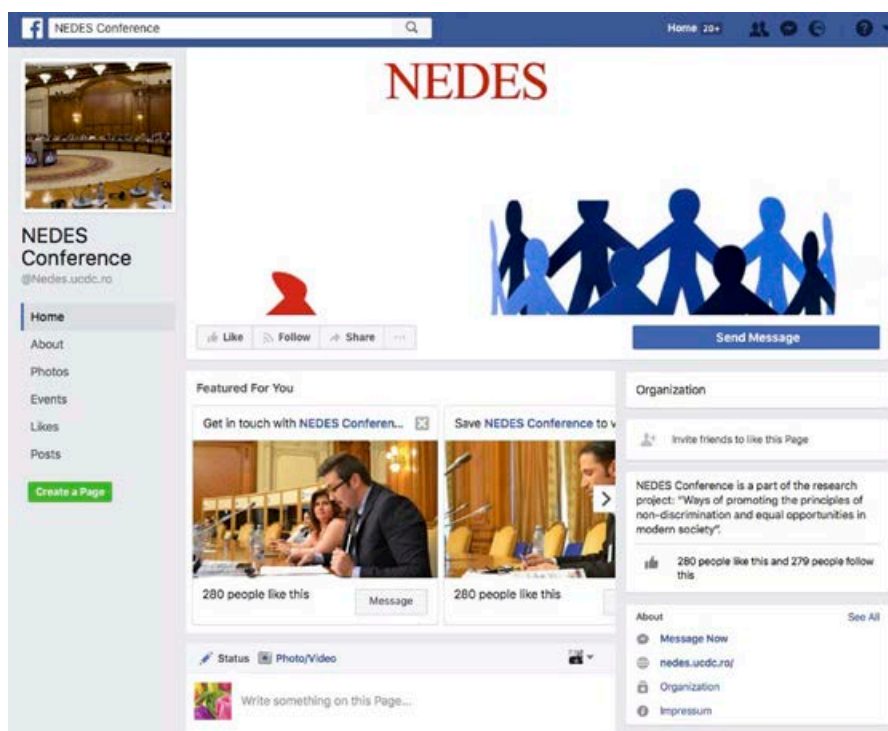 NEDES Conference
Home 20+
NEDES
NEDES
Conference
@Nedes.ucdc.ro
Home
About
Photos
Events
Likes
Posts
Create a Page
Like
Follow
Share
Send Message
Featured For You
Get in touch with NEDES Conferen...
280 people like this
Message
Save NEDES Conference to v
280 people like this
Status
Photo/Video
Write something on this Page...
Organization
Invite friends to like this Page
NEDES Conference is a part of the research
project: "Ways of promoting the principles of
non-discrimination and equal opportunities in
modern society".
280 people like this and 279 people follow
this
About
See All
Message Now
nedes.ucdc.ro/
Organization
Impressum